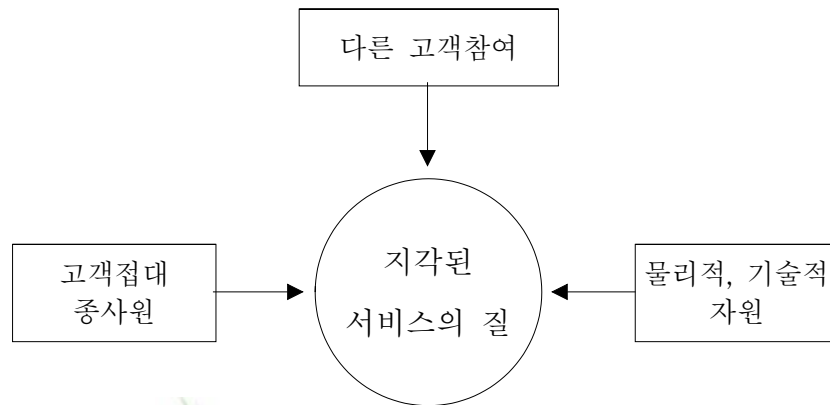 다른 고객참여
고객접대
종사원
지각된
서비스의 질
물리적, 기술적
자원